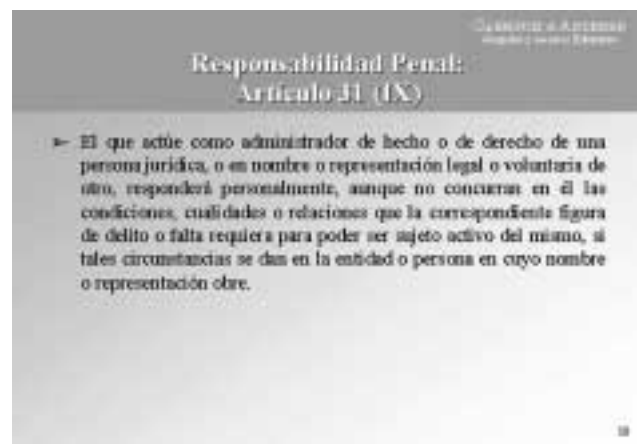 Responsabilidad Penal:
Artículo 31 (IX)
El que actúe como administrador de hecho o de derecho de una
persona jurídica, o en nombre o representación legal o voluntaria de
otro, responderá personalmente, aunque no concurran en él las
condiciones, cualidades o relaciones que la correspondiente figura
de delito o falta requiera para poder ser sujeto activo del mismo, si
tales circunstancias se dan en la entidad o persona en cuyo nombre
o representación obre.